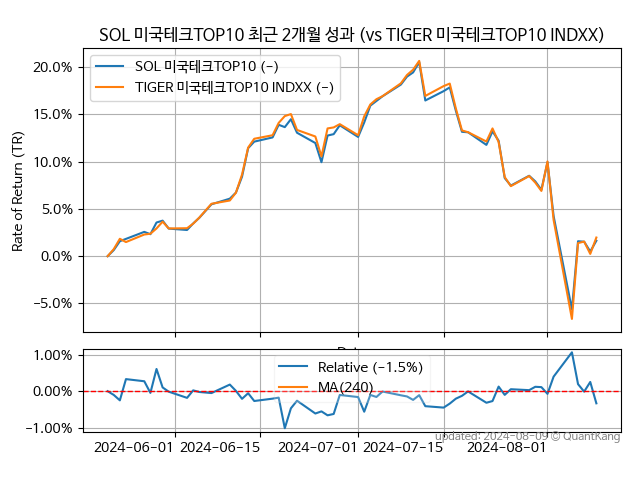 SOL 미국테크TOP10 최근 2개월 성과 (vs TIGER 미국테크TOP10 INDXX)
SOL 미국테크TOP10 (-)
TIGER 미국테크TOP10 INDXX (-)
Rate of Return (TR)
20.0%
15.0%
10.0%
5.0%
0.0%
−5.0%
1.00%
0.00%
−1.00%
Relative (-1.5%)
MA(240)
2024-06-01
2024-06-15
2024-07-01
2024-07-15
2024-08-01
updated: 2024-08-09 © QuantKang